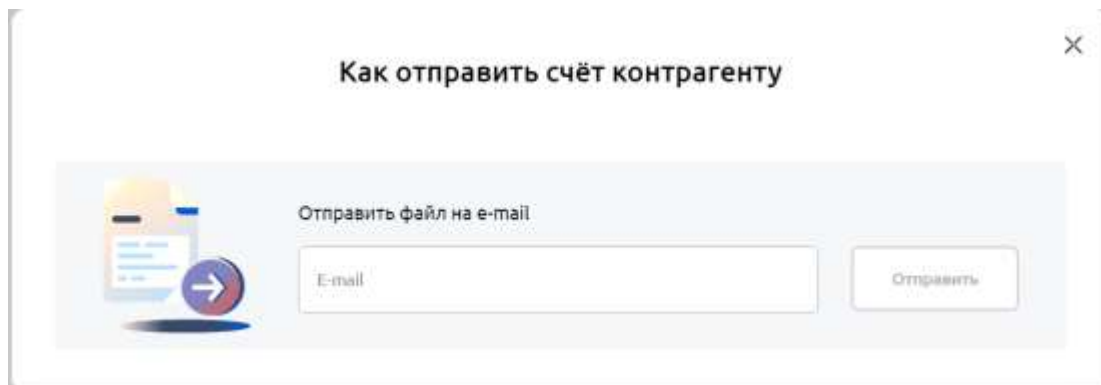 Как отправить счёт контрагенту
Отправить файл на e-mail
E-mail
Отправить